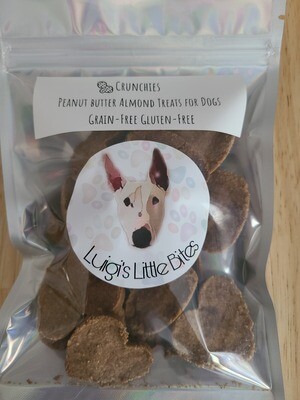 Crunchies
Peanut butter Almond Treats for Dogs
Grain-Free Gluten-Free
Luigi's Little Bites